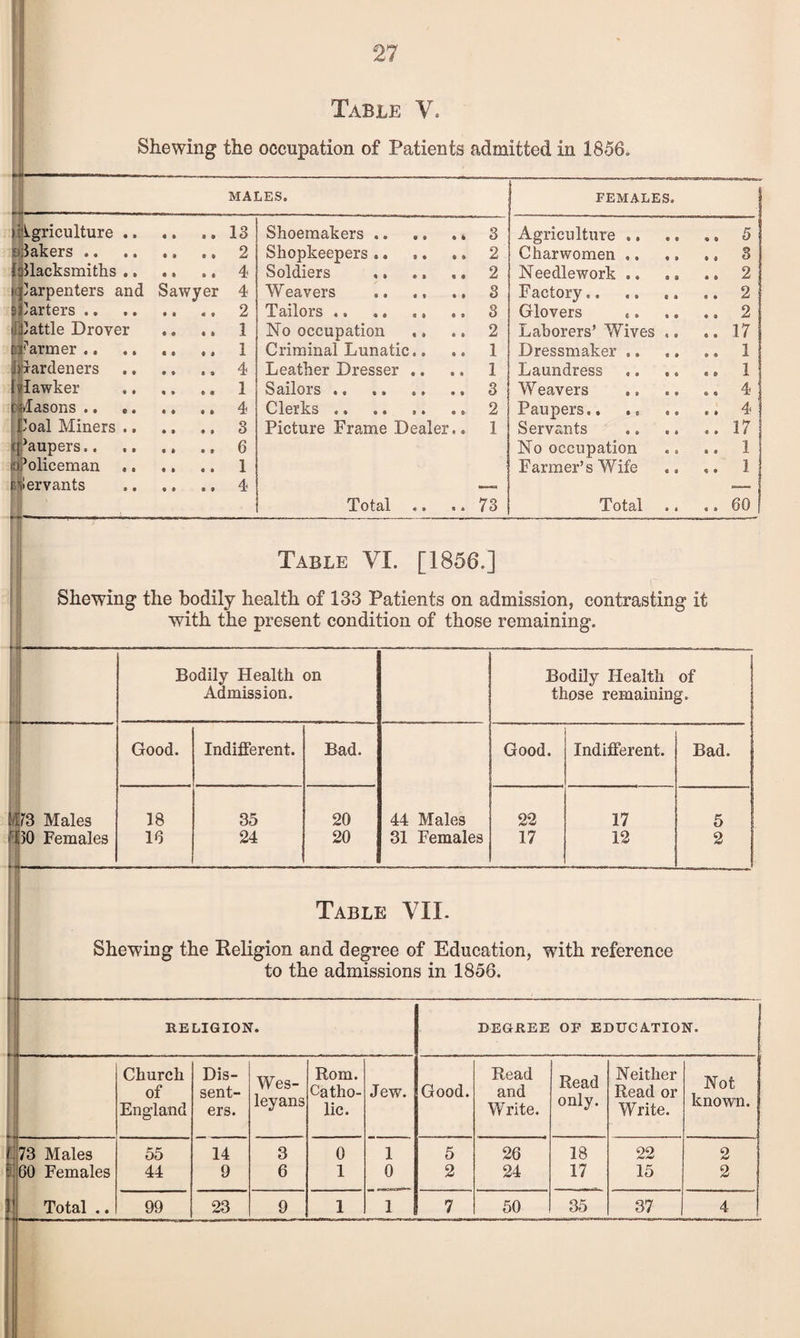 27
Table V.
Shewing the occupation of Patients admitted in 1856.
MALES. FEMALES.
Agriculture .. .. .. 13 Shoemakers .. .. .. 3 Agriculture .. .. .. 5
Bakers .. .. .. .. 2 Shopkeepers .. .. .. 2 Charwomen .. .. .. 3
Blacksmiths .. .. .. 4 Soldiers .. .. .. 2 Needlework .. .. .. 2
Carpenters and Sawyer 4 Weavers .. .. .. 3 Factory .. .. .. .. 2
Carters .. .. .. .. 2 Tailors .. .. .. .. 3 Glovers .. .. .. 2
Cattle Drover .. .. 1 No occupation .. .. 2 Laborers' Wives .. .. 17
Farmer .. .. .. .. 1 Criminal Lunatic.. .. 1 Dressmaker .. .. .. 1
Gardeners .. .. .. 4 Leather Dresser .. .. 1 Laundress .. .. .. 1
Hawker .. .. .. 1 Sailors .. .. .. .. 3 Weavers .. .. .. 4
Masons .. .. .. .. 4 Clerks .. .. .. .. 2 Paupers.. .. .. .. 4
Coal Miners .. .. .. 3 Picture Frame Dealer.. 1 Servants .. .. .. 17
Paupers.. .. .. .. 6 No occupation .. .. 1
Policeman .. .. .. 1 Farmer's Wife .. .. 1
Servants .. .. .. 4
Total .. .. 73 Total .. .. 60
Table VI. [1856.]
Shewing the bodily health of 133 Patients on admission, contrasting it
with the present condition of those remaining.
Bodily Health on Bodily Health of
Admission. those remaining.
Good. Indifferent. Bad. Good. Indifferent. Bad.
73 Males 18 35 20 44 Males 22 17 5
60 Females 16 24 20 31 Females 17 12 2
Table VII.
Shewing the Religion and degree of Education, with reference
to the admissions in 1856.
RELIGION. DEGREE OF EDUCATION.
Church of England Dis-senters. Wes-leyans Rom. Catho-lic. Jew. Good. Read and Write. Read only. Neither Read or Write. Not known.
73 Males 55 14 3 0 1 5 26 18 22 2
60 Females 44 9 6 1 0 2 24 17 15 2
Total .. 99 23 9 1 1 7 50 35 37 4